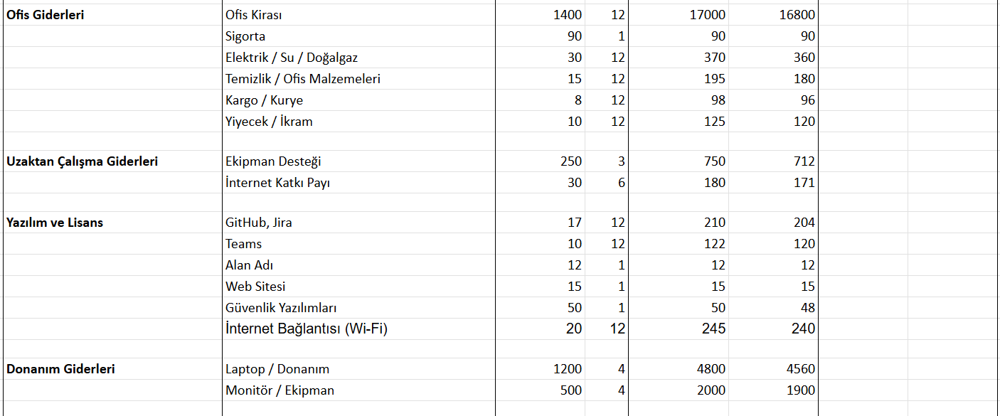 Ofis Giderleri Ofis Kirası 1400 12 17000 16800
Sigorta 90 1 90 90
Elektrik / Su / Doğalgaz 30 12 370 360
Temizlik / Ofis Malzemeleri 15 12 195 180
Kargo / Kurye 8 12 98 96
Yiyecek / İkram 10 12 125 120
Uzaktan Çalışma Giderleri Ekipman Desteği 250 3 750 712
İnternet Katkı Payı 30 6 180 171
Yazılım ve Lisans GitHub, Jira 17 12 210 204
Teams 10 12 122 120
Alan Adı 12 1 12 12
Web Sitesi 15 1 15 15
Güvenlik Yazılımları 50 1 50 48
İnternet Bağlantısı (Wi-Fi) 20 12 245 240
Donanım Giderleri Laptop / Donanım 1200 4 4800 4560
Monitör / Ekipman 500 4 2000 1900